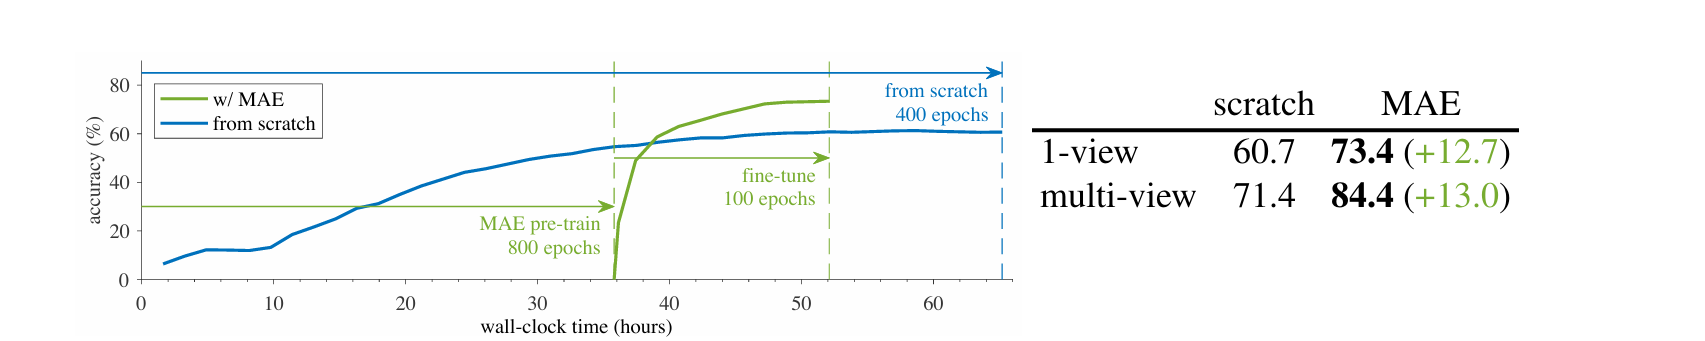 80
60
40
20
0
accuracy (%)
w/ MAE
from scratch
from scratch
400 epochs
fine-tune
100 epochs
MAE pre-train
800 epochs
0 10 20 30 40 50 60
wall-clock time (hours)
scratch MAE
1-view 60.7 73.4 (+12.7)
multi-view 71.4 84.4 (+13.0)